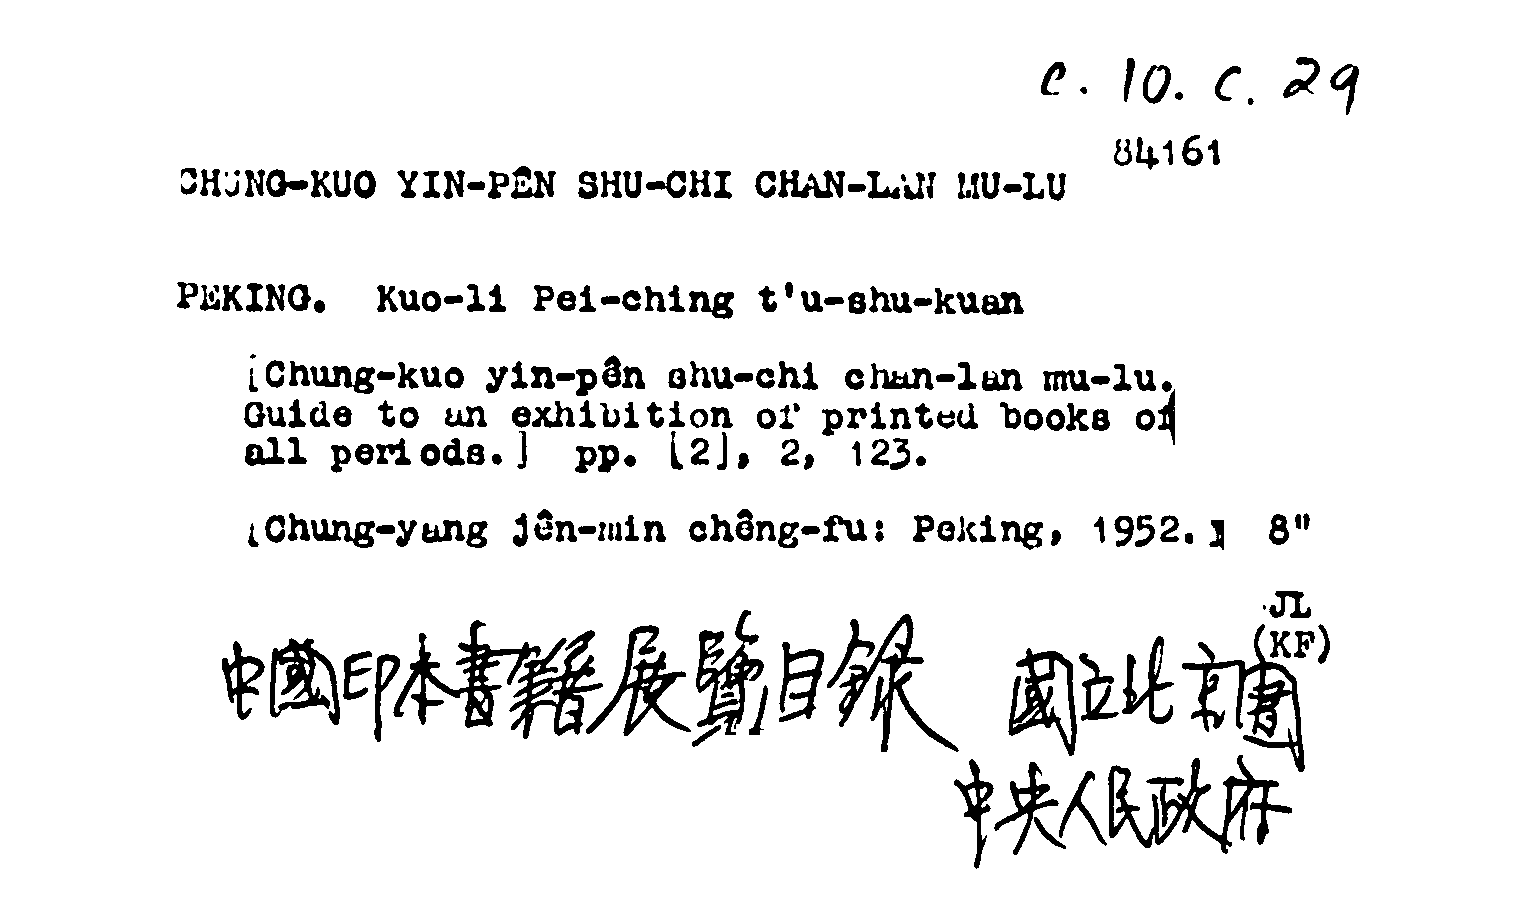 C. 10. C. 29
84161
CHUNG-KUO YIN-PÊN SHU-CHI CHAN-LAN MU-LU
PEKING. Kuo-li Pei-ching t'u-shu-kuan
[Chung-kuo yin-pên shu-chi chan-lan mu-lu.
Guide to an exhibition of printed books of
all periods.] pp. [2], 2, 123.
[Chung-yang jên-min chêng-fu: Peking, 1952.] 8"
JL
(KF)
中國印本書籍展覽目錄 國立北京圕
中央人民政府